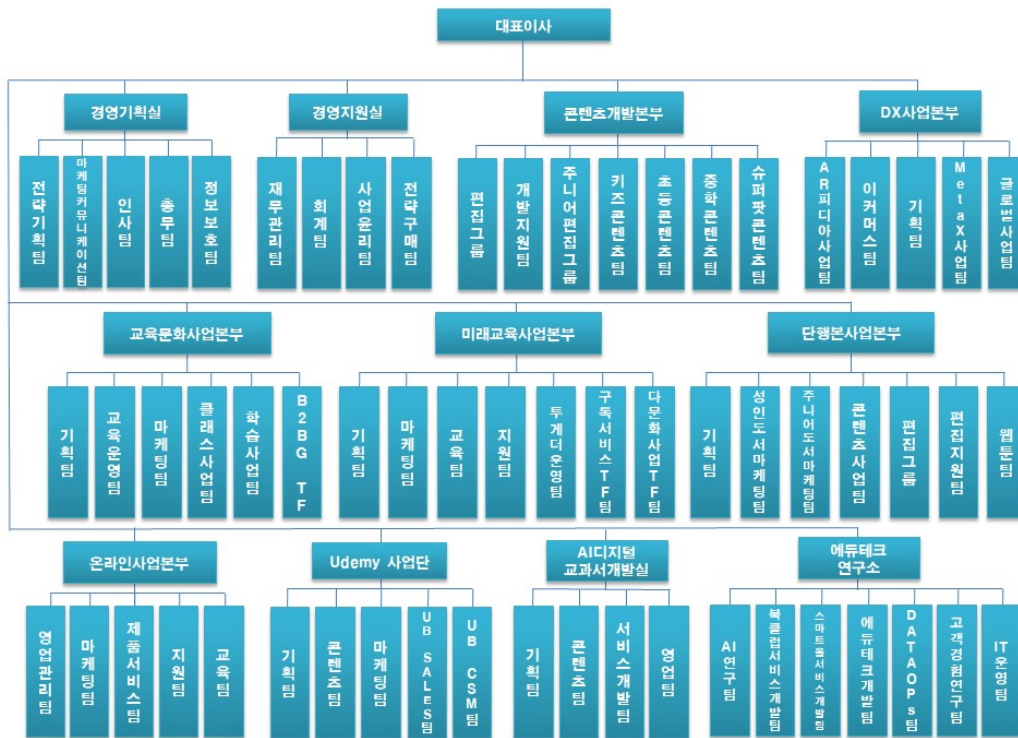 대표이사
경영기획실
경영지원실
콘텐츠개발본부
DX사업본부
전략기획팀
마케팅커뮤니케이션팀
인사팀
총무팀
정보보호팀
재무관리팀
회계팀
사업윤리팀
전략구매팀
편집그룹
개발지원팀
주니어편집그룹
키즈콘텐츠팀
초등콘텐츠팀
중학콘텐츠팀
슈퍼팟콘텐츠팀
AR피디아사업팀
이커머스팀
기획팀
MetaX사업팀
글로벌사업팀
교육문화사업본부
미래교육사업본부
단행본사업본부
기획팀
교육운영팀
마케팅팀
클래스사업팀
학습사업팀
B2BG TF
기획팀
마케팅팀
교육팀
지원팀
투게더운영팀
구독서비스TF팀
다문화사업TF팀
기획팀
성인도서마케팅팀
주니어도서마케팅팀
콘텐츠사업팀
편집그룹
편집지원팀
웹툰팀
온라인사업본부
Udemy 사업단
AI디지털
교과서개발실
에듀테크
연구소
영업관리팀
마케팅팀
제품서비스팀
지원팀
교육팀
기획팀
콘텐츠팀
마케팅팀
UB SALES팀
UB CSM팀
기획팀
콘텐츠팀
서비스개발팀
영업팀
AI연구팀
북클럽서비스개발팀
스마트올서비스개발팀
에듀테크개발팀
DATAOPs팀
고객경험연구팀
IT운영팀